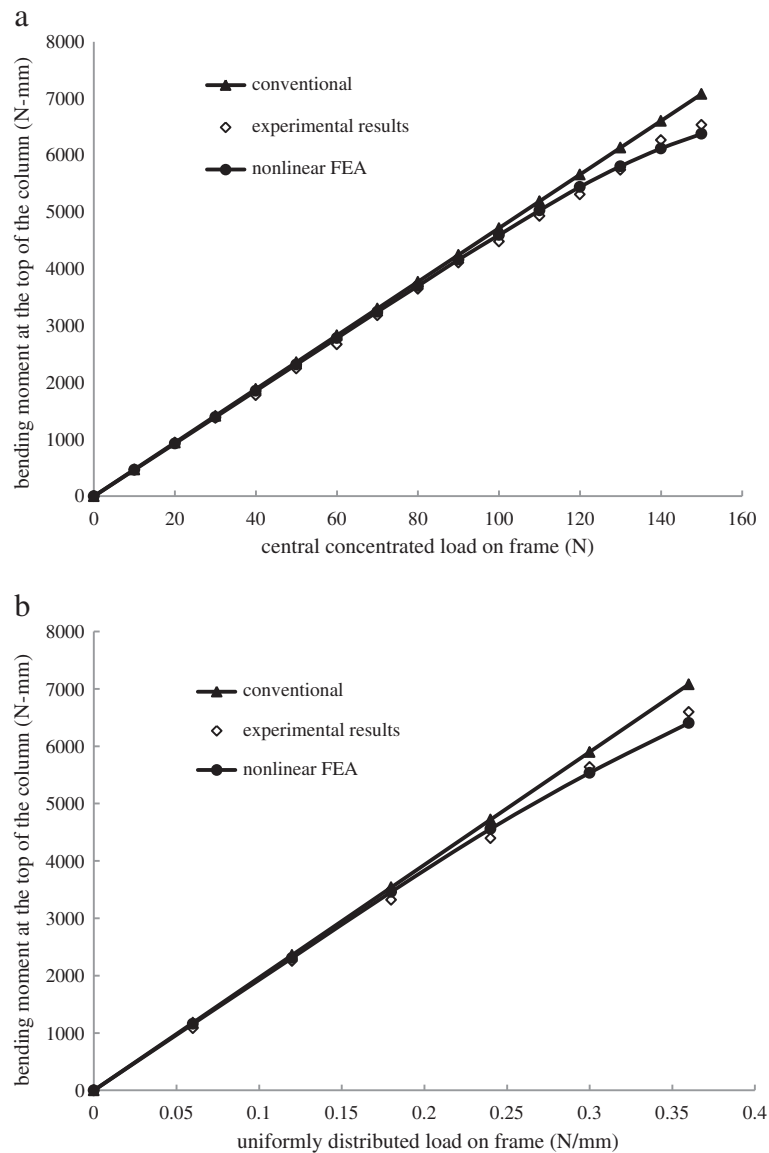 a
8000
7000
6000
5000
4000
3000
2000
1000
0
bending moment at the top of the column (N-mm)
conventional
experimental results
nonlinear FEA
0 20 40 60 80 100 120 140 160
central concentrated load on frame (N)
b
8000
7000
6000
5000
4000
3000
2000
1000
0
bending moment at the top of the column (N-mm)
conventional
experimental results
nonlinear FEA
0 0.05 0.1 0.15 0.2 0.25 0.3 0.35 0.4
uniformly distributed load on frame (N/mm)